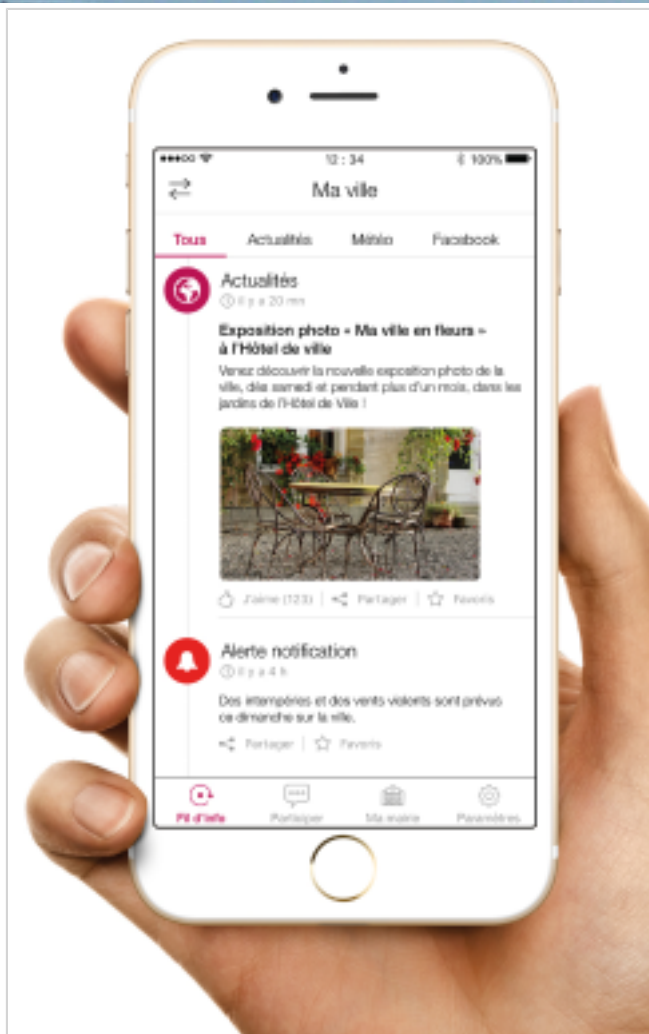 12:34
100%
Ma ville
Tous Actualités Météo Facebook
Actualités
il y a 20 mn
Exposition photo « Ma ville en fleurs »
à l'Hôtel de ville
Venez découvrir la nouvelle exposition photo de la
ville, dès samedi et pendant plus d'un mois, dans les
jardins de l'Hôtel de Ville !
J'aime (123) | Partager | Favoris
Alerte notification
il y a 4 h
Des intempéries et des vents violents sont prévus
ce dimanche sur la ville.
Partager | Favoris
Fil d'info Participer Ma mairie Paramètres